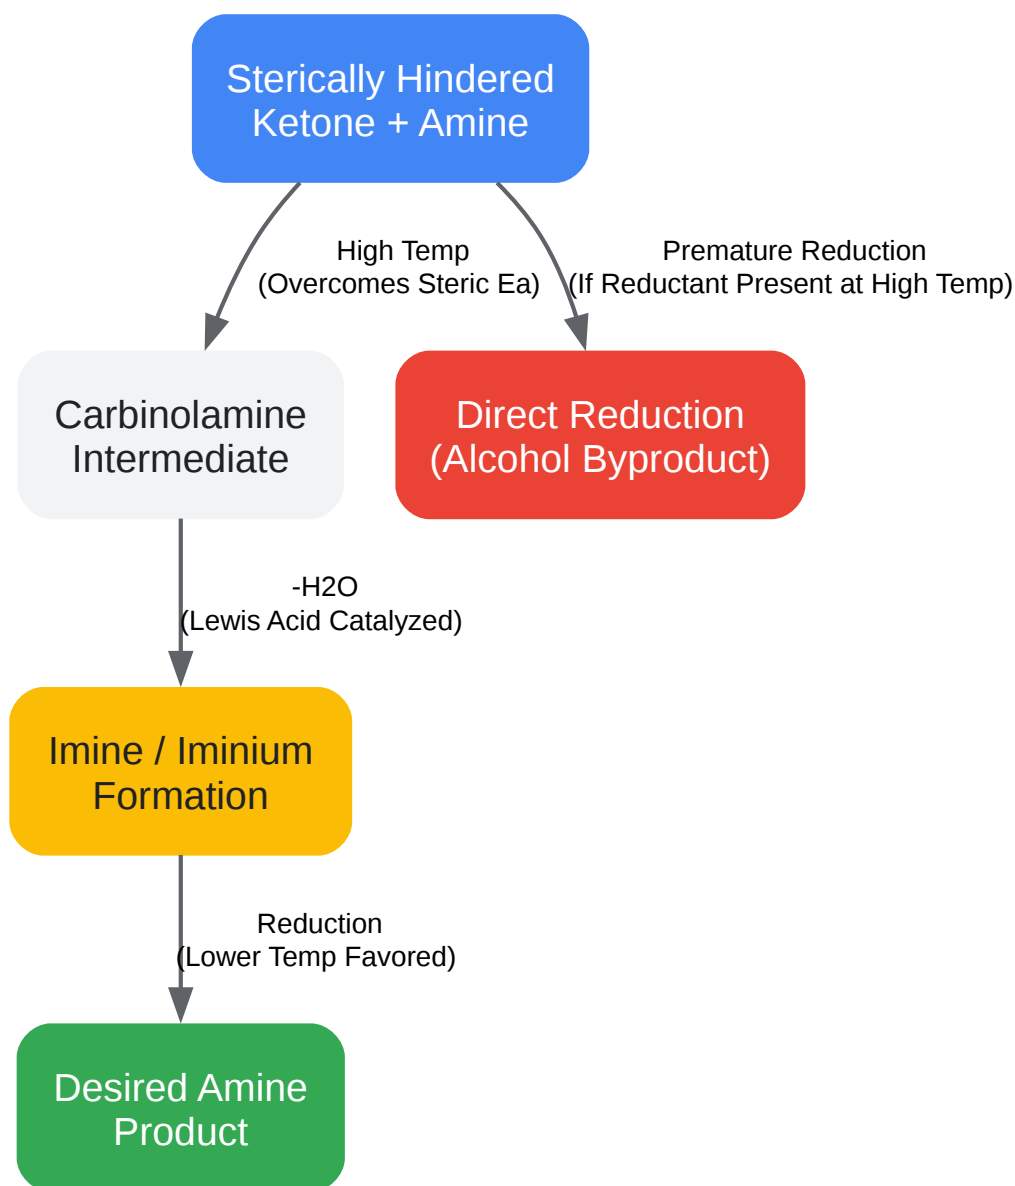 Sterically Hindered
Ketone + Amine
High Temp
(Overcomes Steric Ea)
Premature Reduction
(If Reductant Present at High Temp)
Carbinolamine
Intermediate
Direct Reduction
(Alcohol Byproduct)
-H2O
(Lewis Acid Catalyzed)
Imine / Iminium
Formation
Reduction
(Lower Temp Favored)
Desired Amine
Product